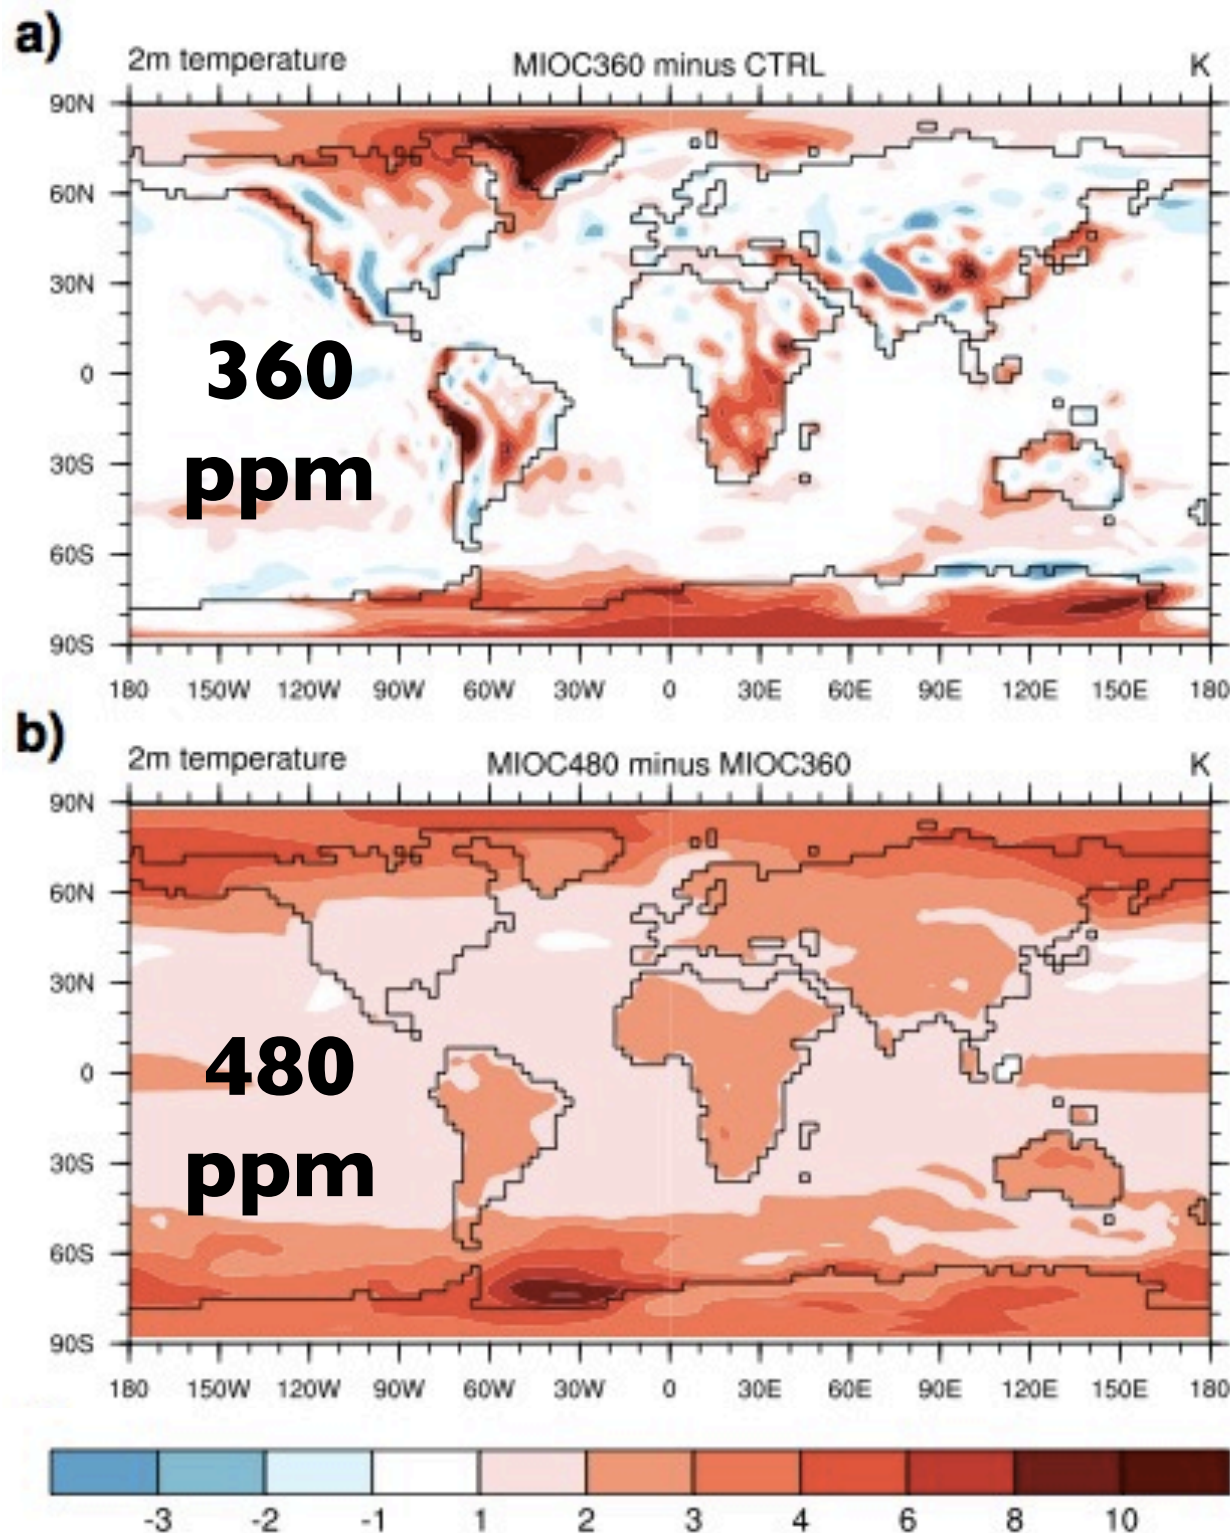 a)
2m temperature MIOC360 minus CTRL K
90N
60N
30N
0
30S
60S
90S
360
ppm
180 150W 120W 90W 60W 30W 0 30E 60E 90E 120E 150E 180
b)
2m temperature MIOC480 minus MIOC360 K
90N
60N
30N
0
30S
60S
90S
480
ppm
180 150W 120W 90W 60W 30W 0 30E 60E 90E 120E 150E 180
-3 -2 -1 1 2 3 4 6 8 10